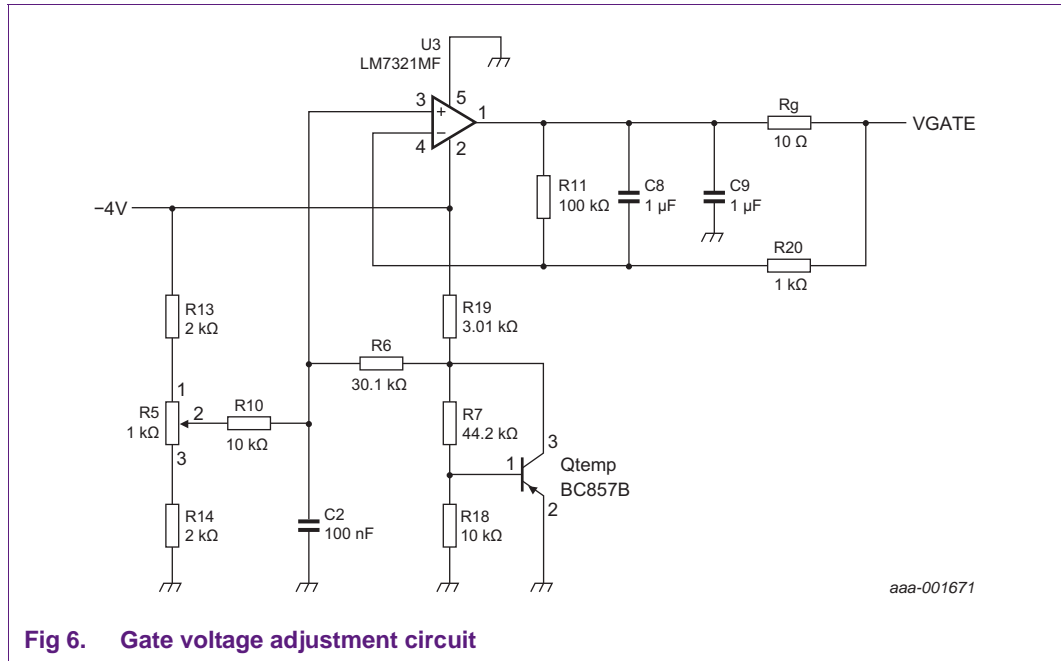 U3
LM7321MF
3
+
5
1
−
4
2
Rg
10 Ω
VGATE
R11
100 kΩ
C8
1 µF
C9
1 µF
−4V
R20
1 kΩ
R13
2 kΩ
R19
3.01 kΩ
R6
30.1 kΩ
1
R5
1 kΩ
2
3
R10
10 kΩ
R7
44.2 kΩ
3
1
Qtemp
BC857B
2
R14
2 kΩ
C2
100 nF
R18
10 kΩ
aaa-001671
Fig 6. Gate voltage adjustment circuit